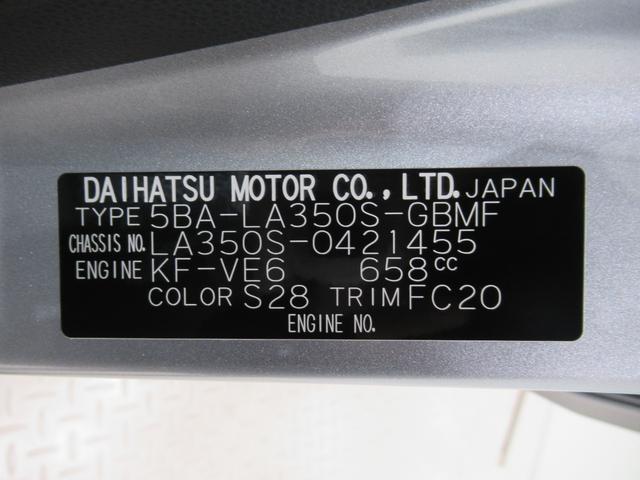 DAIHATSU MOTOR CO., LTD. JAPAN
TYPE 5BA-LA350S-GBMF
CHASSIS NO. LA350S-0421455
ENGINE KF-VE6 658cc
COLOR S28 TRIM FC20
ENGINE NO.